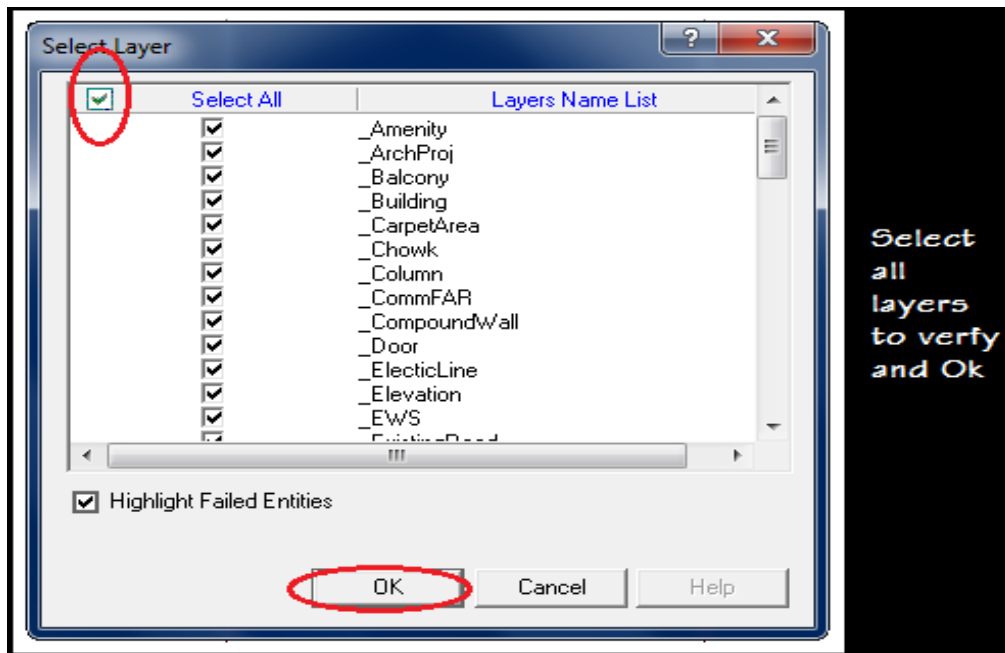 Select Layer
?
Select All Layers Name List
_Amenity
_ArchProj
_Balcony
_Building
_CarpetArea
_Chowk
_Column
_CommFAR
_CompoundWall
_Door
_ElecticLine
_Elevation
_EWS
Highlight Failed Entities
OK Cancel Help
Select
all
layers
to verfy
and Ok